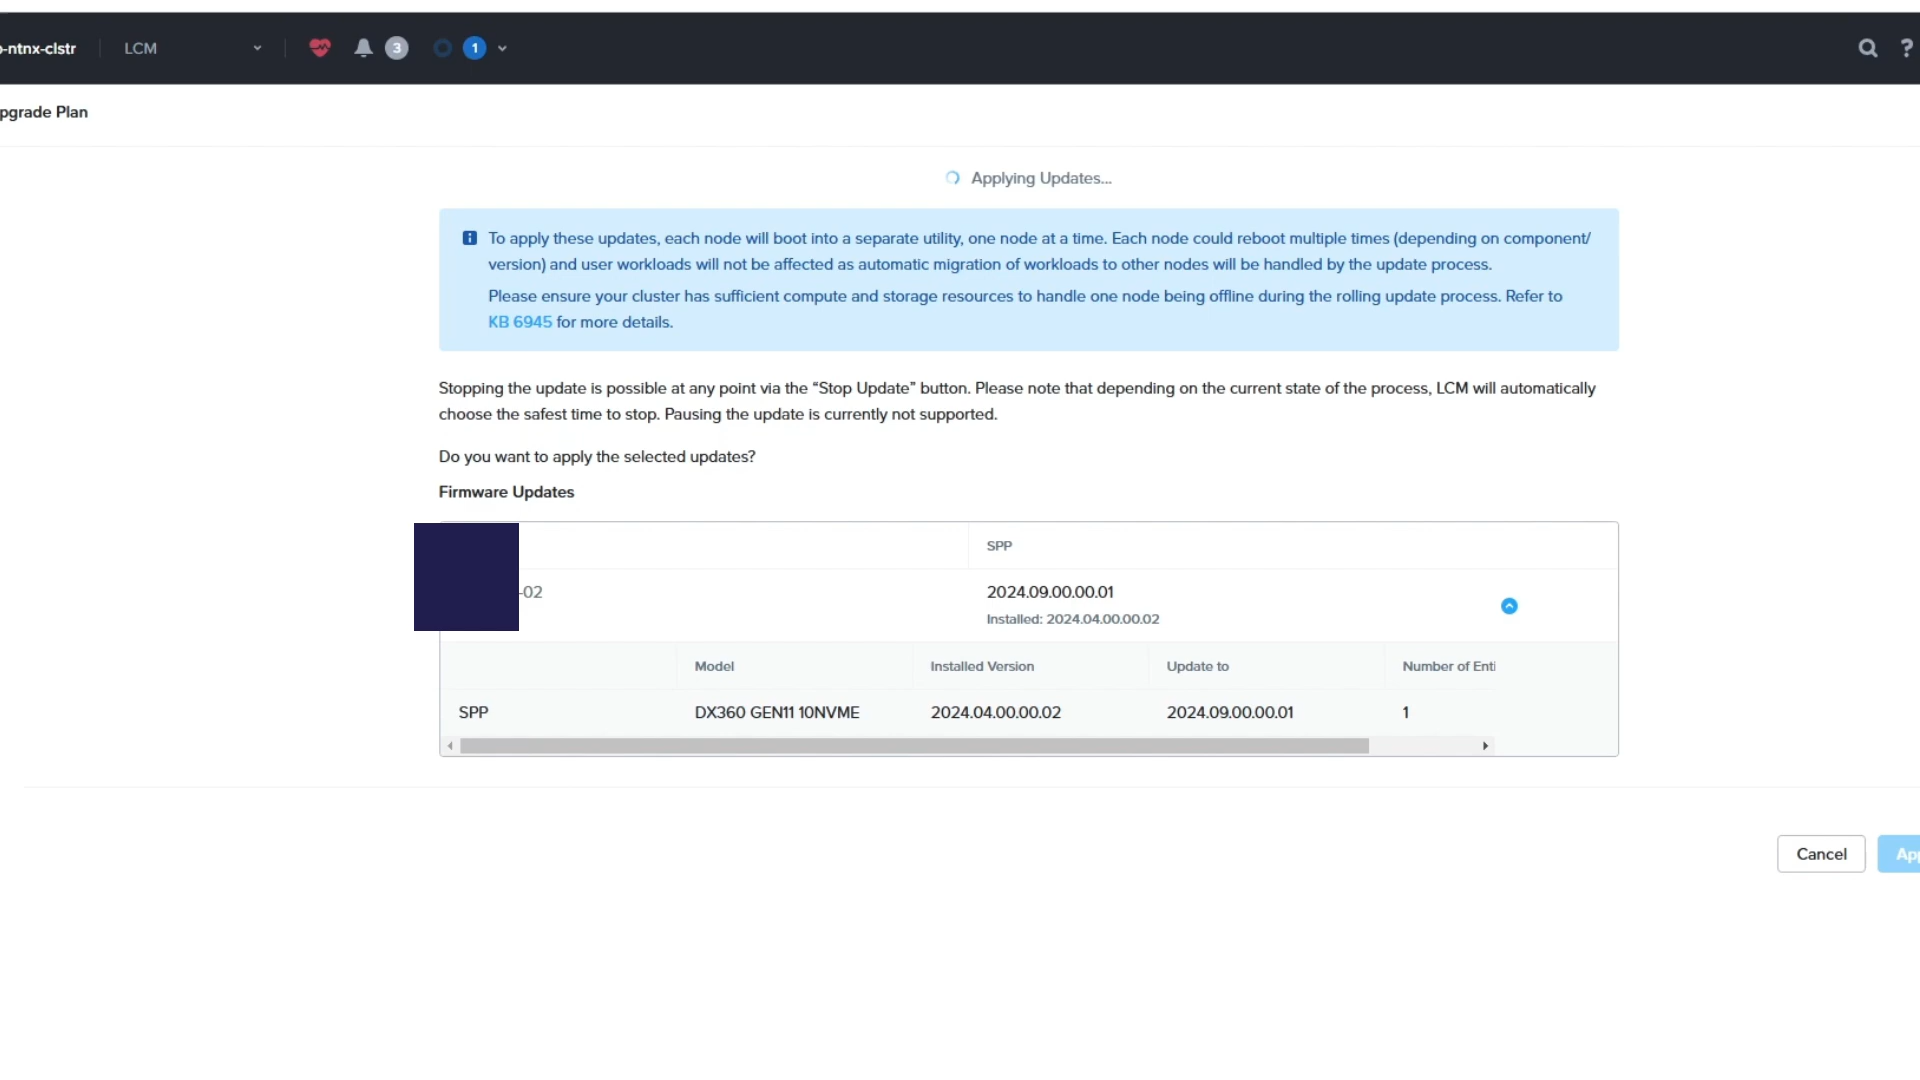 -ntnx-clstr
LCM
3
1
?
pgrade Plan
Applying Updates...
To apply these updates, each node will boot into a separate utility, one node at a time. Each node could reboot multiple times (depending on component/
version) and user workloads will not be affected as automatic migration of workloads to other nodes will be handled by the update process.
Please ensure your cluster has sufficient compute and storage resources to handle one node being offline during the rolling update process. Refer to
KB 6945 for more details.
Stopping the update is possible at any point via the “Stop Update” button. Please note that depending on the current state of the process, LCM will automatically
choose the safest time to stop. Pausing the update is currently not supported.
Do you want to apply the selected updates?
Firmware Updates
SPP
-02
2024.09.00.00.01
Installed: 2024.04.00.00.02
Model
Installed Version
Update to
Number of Enti
SPP
DX360 GEN11 10NVME
2024.04.00.00.02
2024.09.00.00.01
1
Cancel
App